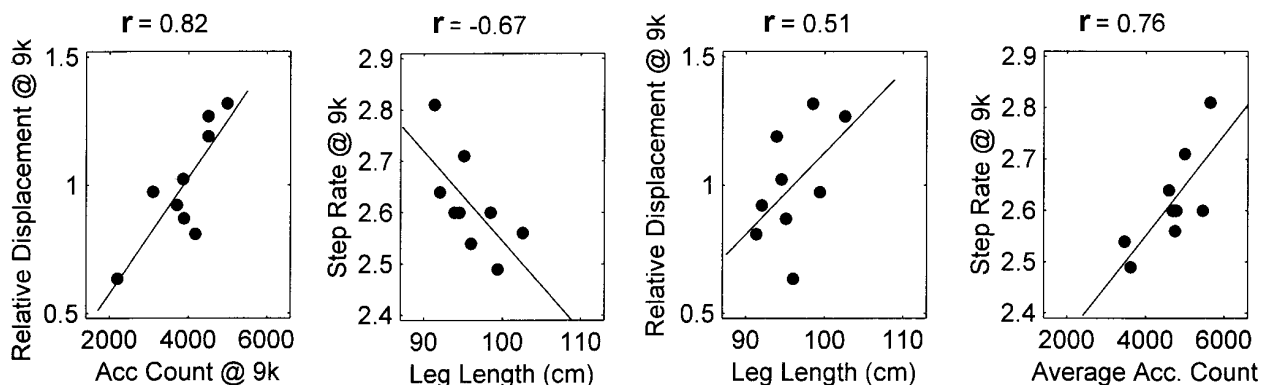 r = 0.82
Relative Displacement @ 9k
1.5
1
0.5
2000 4000 6000
Acc Count @ 9k
r = -0.67
Step Rate @ 9k
2.9
2.8
2.7
2.6
2.5
2.4
90 100 110
Leg Length (cm)
r = 0.51
Relative Displacement @ 9k
1.5
1
0.5
90 100 110
Leg Length (cm)
r = 0.76
Step Rate @ 9k
2.9
2.8
2.7
2.6
2.5
2.4
2000 4000 6000
Average Acc. Count